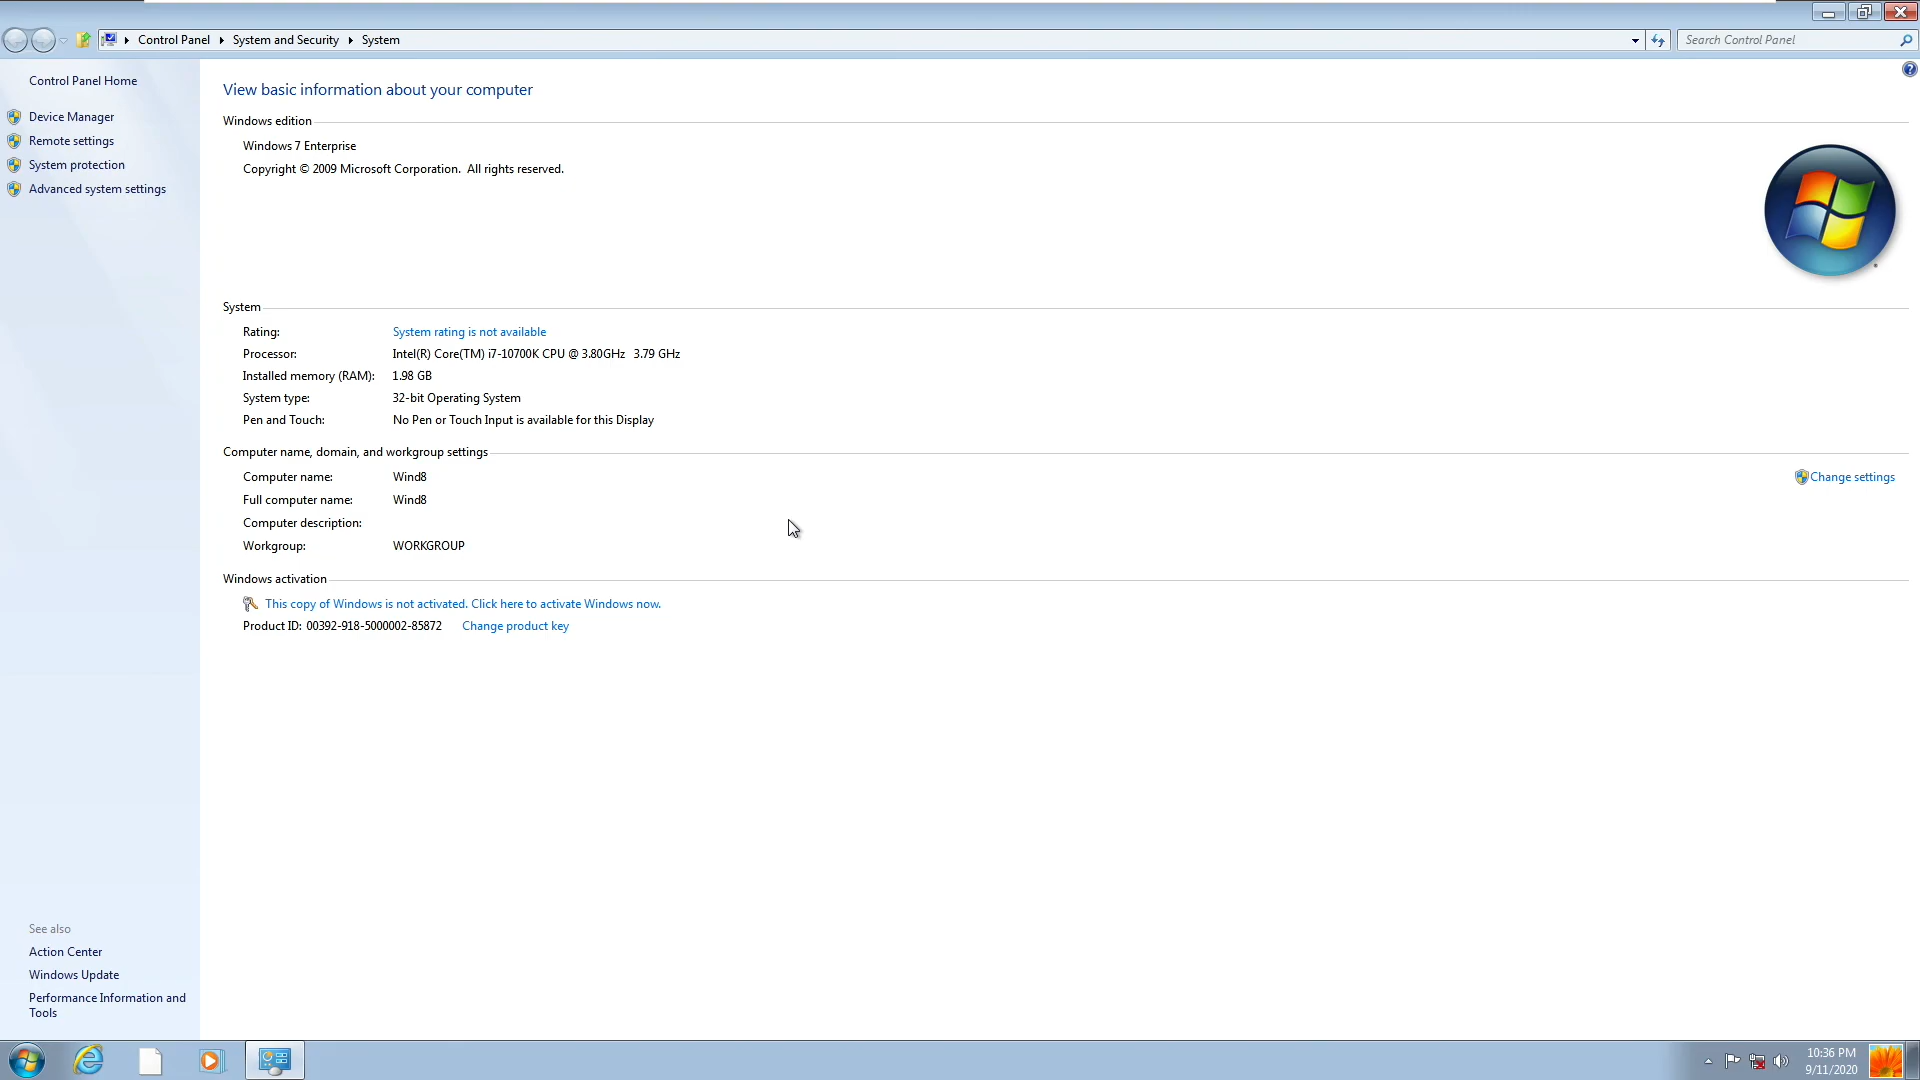 Control Panel ▸ System and Security ▸ System
Search Control Panel
Control Panel Home
Device Manager
Remote settings
System protection
Advanced system settings
See also
Action Center
Windows Update
Performance Information and
Tools
View basic information about your computer
Windows edition
Windows 7 Enterprise
Copyright © 2009 Microsoft Corporation.  All rights reserved.
System
Rating: System rating is not available
Processor: Intel(R) Core(TM) i7-10700K CPU @ 3.80GHz   3.79 GHz
Installed memory (RAM): 1.98 GB
System type: 32-bit Operating System
Pen and Touch: No Pen or Touch Input is available for this Display
Computer name, domain, and workgroup settings
Computer name: Wind8
Change settings
Full computer name: Wind8
Computer description:
Workgroup: WORKGROUP
Windows activation
This copy of Windows is not activated. Click here to activate Windows now.
Product ID: 00392-918-5000002-85872 Change product key
10:36 PM
9/11/2020